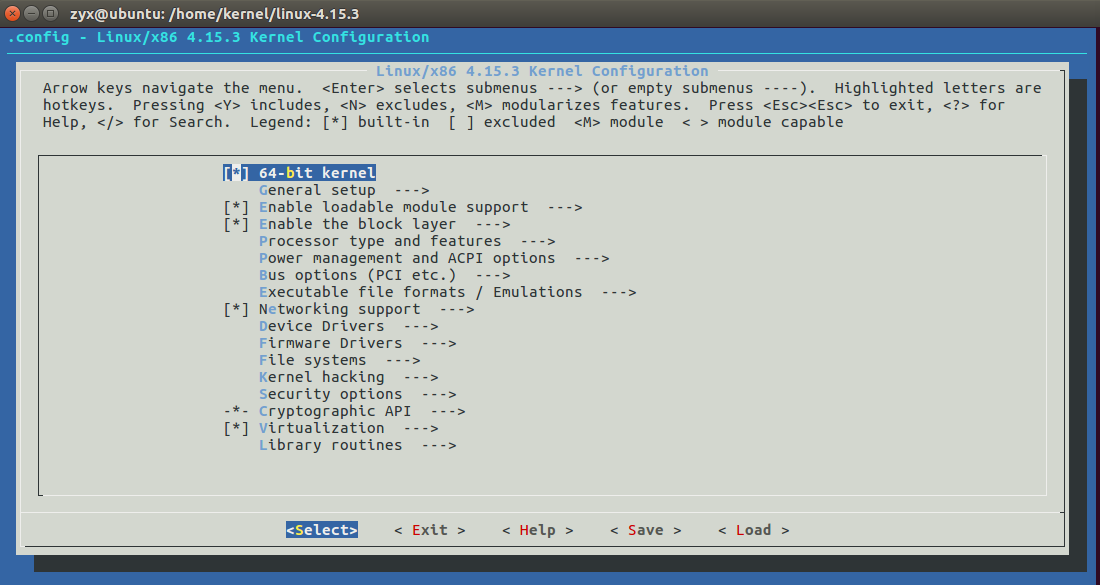 zyx@ubuntu: /home/kernel/linux-4.15.3
.config - Linux/x86 4.15.3 Kernel Configuration
Linux/x86 4.15.3 Kernel Configuration
Arrow keys navigate the menu.  <Enter> selects submenus ---> (or empty submenus ----).  Highlighted letters are
hotkeys.  Pressing <Y> includes, <N> excludes, <M> modularizes features.  Press <Esc><Esc> to exit, <?> for
Help, </> for Search.  Legend: [*] built-in  [ ] excluded  <M> module  < > module capable
[*] 64-bit kernel
General setup  --->
[*] Enable loadable module support  --->
[*] Enable the block layer  --->
Processor type and features  --->
Power management and ACPI options  --->
Bus options (PCI etc.)  --->
Executable file formats / Emulations  --->
[*] Networking support  --->
Device Drivers  --->
Firmware Drivers  --->
File systems  --->
Kernel hacking  --->
Security options  --->
-*- Cryptographic API  --->
[*] Virtualization  --->
Library routines  --->
<Select>    < Exit >    < Help >    < Save >    < Load >